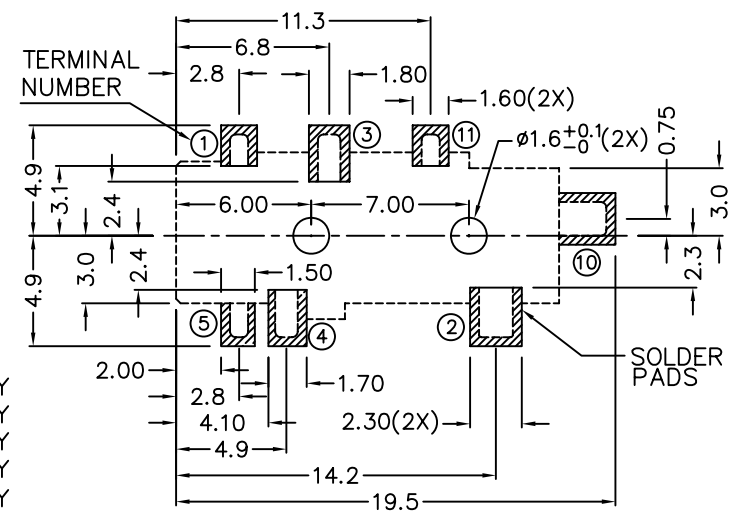 11.3
6.8
TERMINAL
NUMBER
2.8
1.80
1.60(2X)
1
3
11
ø1.6+0.1-0(2X)
0.75
4.9
3.1
2.4
6.00
7.00
3.0
4.9
3.0
2.4
1.50
10
2.3
5
4
2
SOLDER
PADS
2.00
1.70
2.8
4.10
2.30(2X)
4.9
14.2
19.5
Y
Y
Y
Y
Y